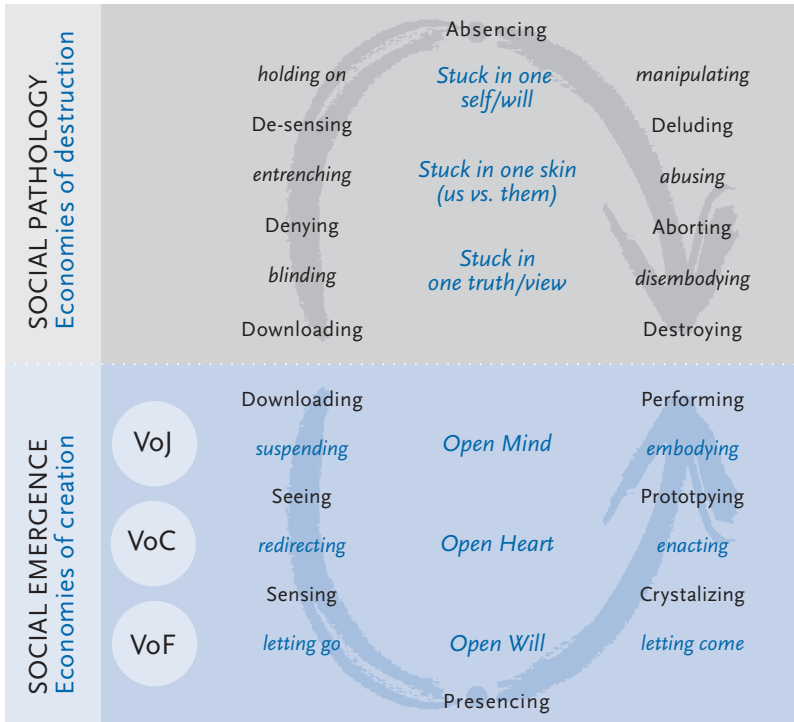 SOCIAL PATHOLOGY
Economies of destruction
Absencing
holding on
Stuck in one
self/will
manipulating
De-sensing
Deluding
entrenching
Stuck in one skin
(us vs. them)
abusing
Denying
Aborting
blinding
Stuck in
one truth/view
disembodying
Downloading
Destroying
SOCIAL EMERGENCE
Economies of creation
Downloading
Performing
VoJ
suspending
Open Mind
embodying
Seeing
Prototpying
VoC
redirecting
Open Heart
enacting
Sensing
Crystalizing
VoF
letting go
Open Will
letting come
Presencing